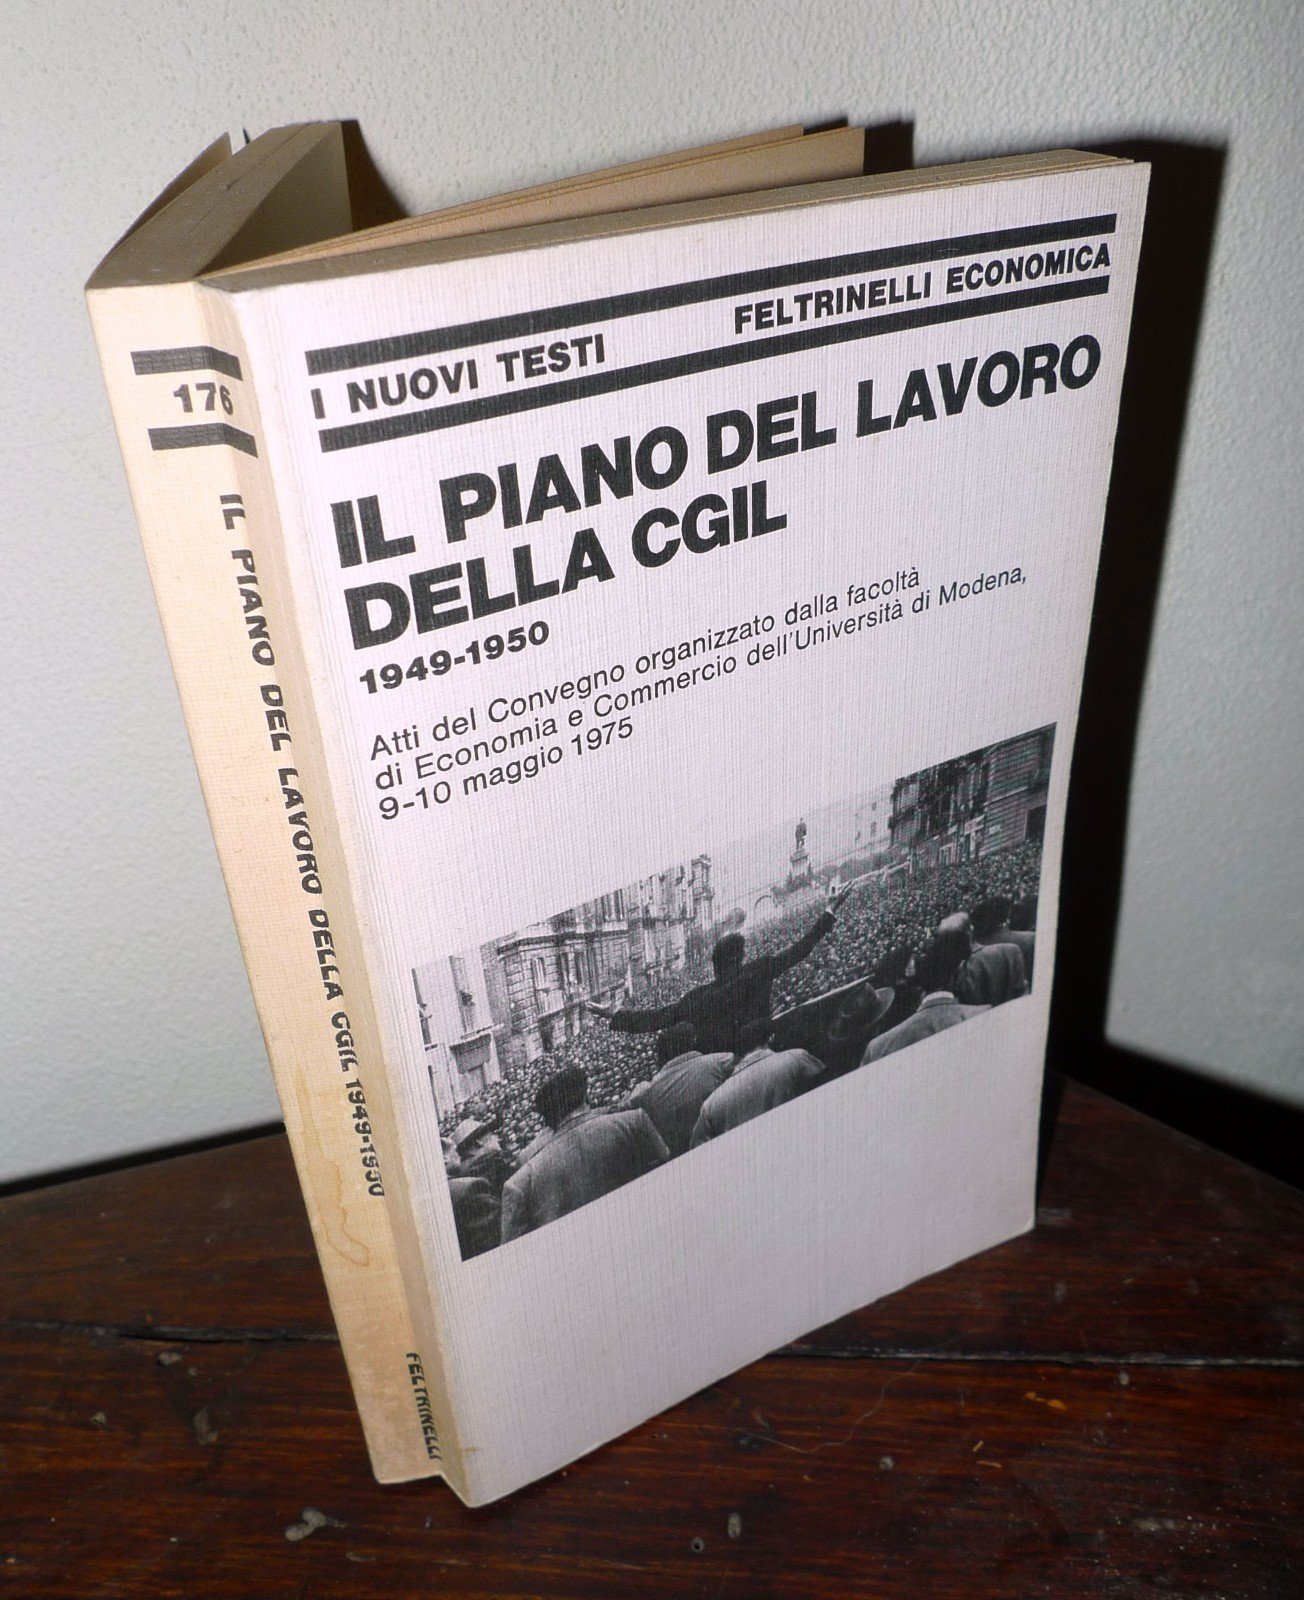 I NUOVI TESTI FELTRINELLI ECONOMICA
IL PIANO DEL LAVORO
DELLA CGIL
1949-1950
Atti del Convegno organizzato dalla facoltà
di Economia e Commercio dell'Università di Modena,
9-10 maggio 1975
176
IL PIANO DEL LAVORO DELLA CGIL 1949-1950
FELTRINELLI